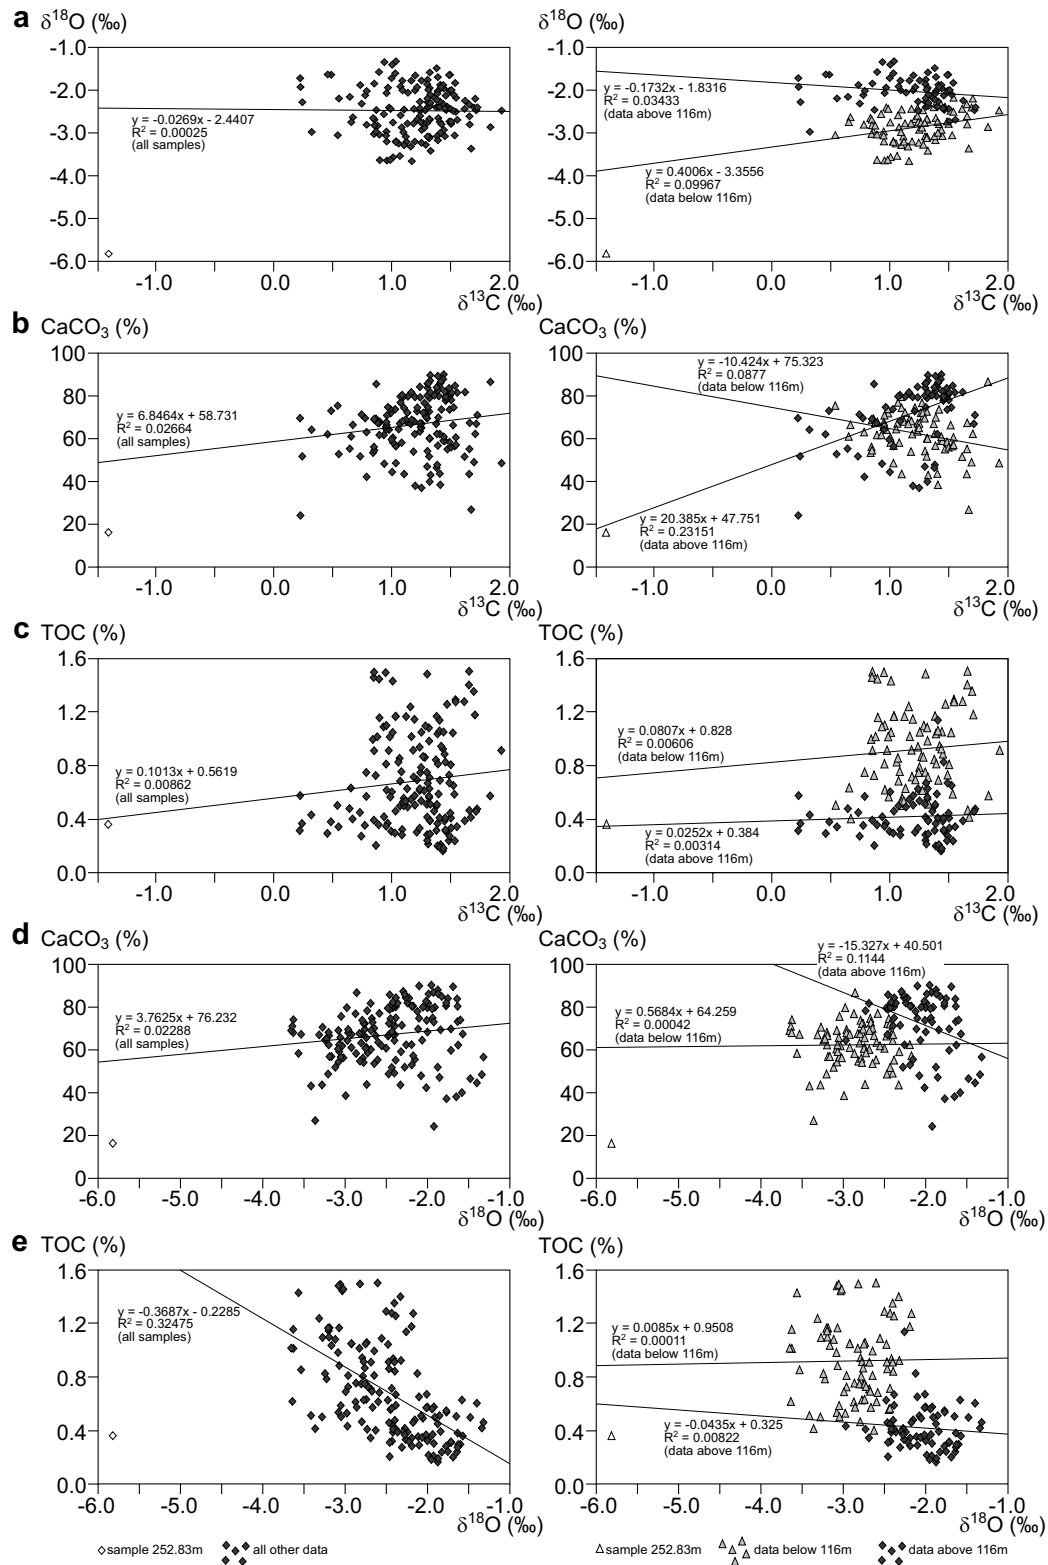 a δ¹⁸O (‰)
-1.0
-2.0
-3.0
-4.0
-5.0
-6.0
y = -0.0269x - 2.4407
R² = 0.00025
(all samples)
-1.0 0.0 1.0 2.0
δ¹³C (‰)
δ¹⁸O (‰)
-1.0
-2.0
-3.0
-4.0
-5.0
-6.0
y = -0.1732x - 1.8316
R² = 0.03433
(data above 116m)
y = 0.4006x - 3.3556
R² = 0.09967
(data below 116m)
-1.0 0.0 1.0 2.0
δ¹³C (‰)
b CaCO₃ (%)
100
80
60
40
20
0
y = 6.8464x + 58.731
R² = 0.02664
(all samples)
-1.0 0.0 1.0 2.0
δ¹³C (‰)
CaCO₃ (%)
100
80
60
40
20
0
y = -10.424x + 75.323
R² = 0.0877
(data below 116m)
y = 20.385x + 47.751
R² = 0.23151
(data above 116m)
-1.0 0.0 1.0 2.0
δ¹³C (‰)
c TOC (%)
1.6
1.2
0.8
0.4
0.0
y = 0.1013x + 0.5619
R² = 0.00862
(all samples)
-1.0 0.0 1.0 2.0
δ¹³C (‰)
TOC (%)
1.6
1.2
0.8
0.4
0.0
y = 0.0807x + 0.828
R² = 0.00606
(data below 116m)
y = 0.0252x + 0.384
R² = 0.00314
(data above 116m)
-1.0 0.0 1.0 2.0
δ¹³C (‰)
d CaCO₃ (%)
100
80
60
40
20
0
y = 3.7625x + 76.232
R² = 0.02288
(all samples)
-6.0 -5.0 -4.0 -3.0 -2.0 -1.0
δ¹⁸O (‰)
CaCO₃ (%)
100
80
60
40
20
0
y = -15.327x + 40.501
R² = 0.1144
(data above 116m)
y = 0.5684x + 64.259
R² = 0.00042
(data below 116m)
-6.0 -5.0 -4.0 -3.0 -2.0 -1.0
δ¹⁸O (‰)
e TOC (%)
1.6
1.2
0.8
0.4
0.0
y = -0.3687x - 0.2285
R² = 0.32475
(all samples)
-6.0 -5.0 -4.0 -3.0 -2.0 -1.0
δ¹⁸O (‰)
TOC (%)
1.6
1.2
0.8
0.4
0.0
y = 0.0085x + 0.9508
R² = 0.00011
(data below 116m)
y = -0.0435x + 0.325
R² = 0.00822
(data above 116m)
-6.0 -5.0 -4.0 -3.0 -2.0 -1.0
δ¹⁸O (‰)
sample 252.83m all other data
sample 252.83m data below 116m data above 116m